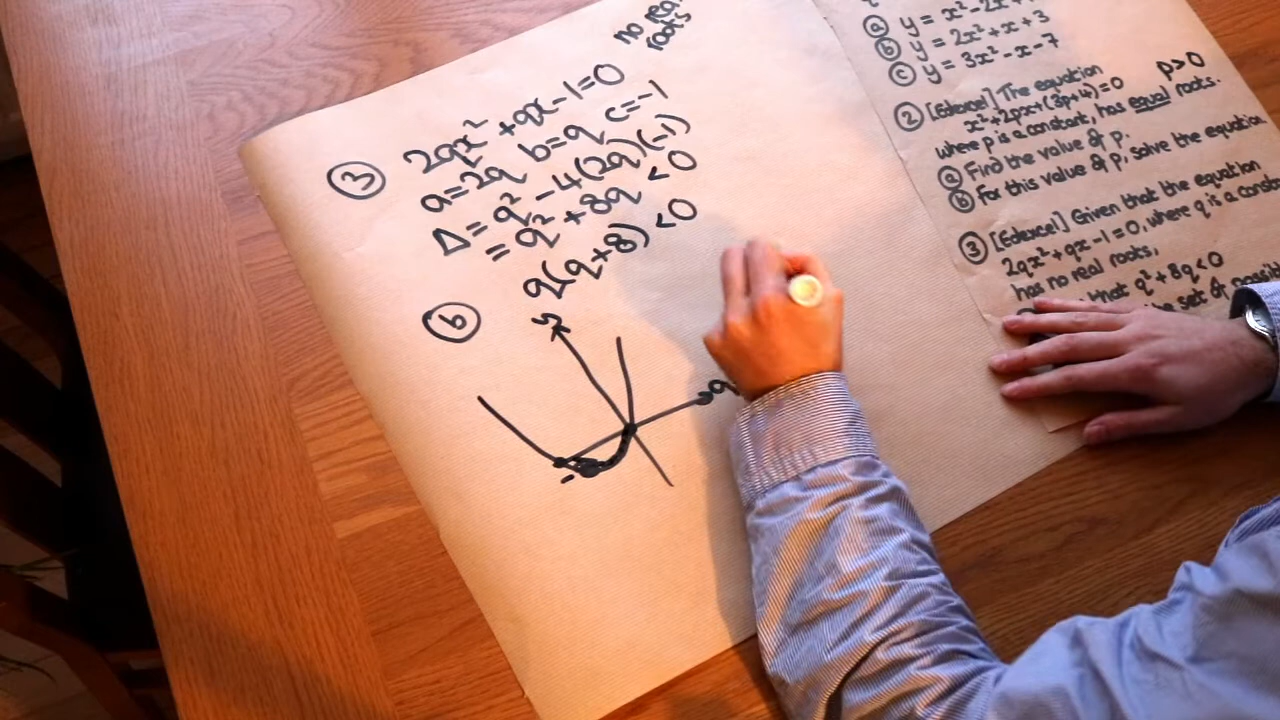 no real
roots
③ 2qx² + qx - 1 = 0
a = 2q b = q c = -1
Δ = q² - 4(2q)(-1)
= q² + 8q < 0
ⓑ q(q+8) < 0
y
q
ⓐ y = x² - 2x +
ⓑ y = 2x² + x + 3
ⓒ y = 3x² - x - 7
② [Edexcel] The equation
x² + 2px + (3p+4) = 0 p > 0
where p is a constant, has equal roots.
ⓐ Find the value of p.
ⓑ For this value of p, solve the equation
③ [Edexcel] Given that the equation
2qx² + qx - 1 = 0, where q is a
has no real roots,
that q² + 8q < 0
set of